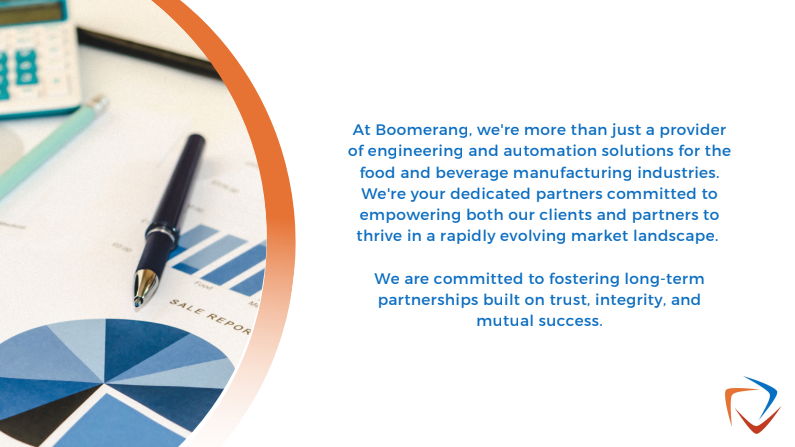 At Boomerang, we're more than just a provider
of engineering and automation solutions for the
food and beverage manufacturing industries.
We're your dedicated partners committed to
empowering both our clients and partners to
thrive in a rapidly evolving market landscape.
We are committed to fostering long-term
partnerships built on trust, integrity, and
mutual success.
Food
SALE REPOR